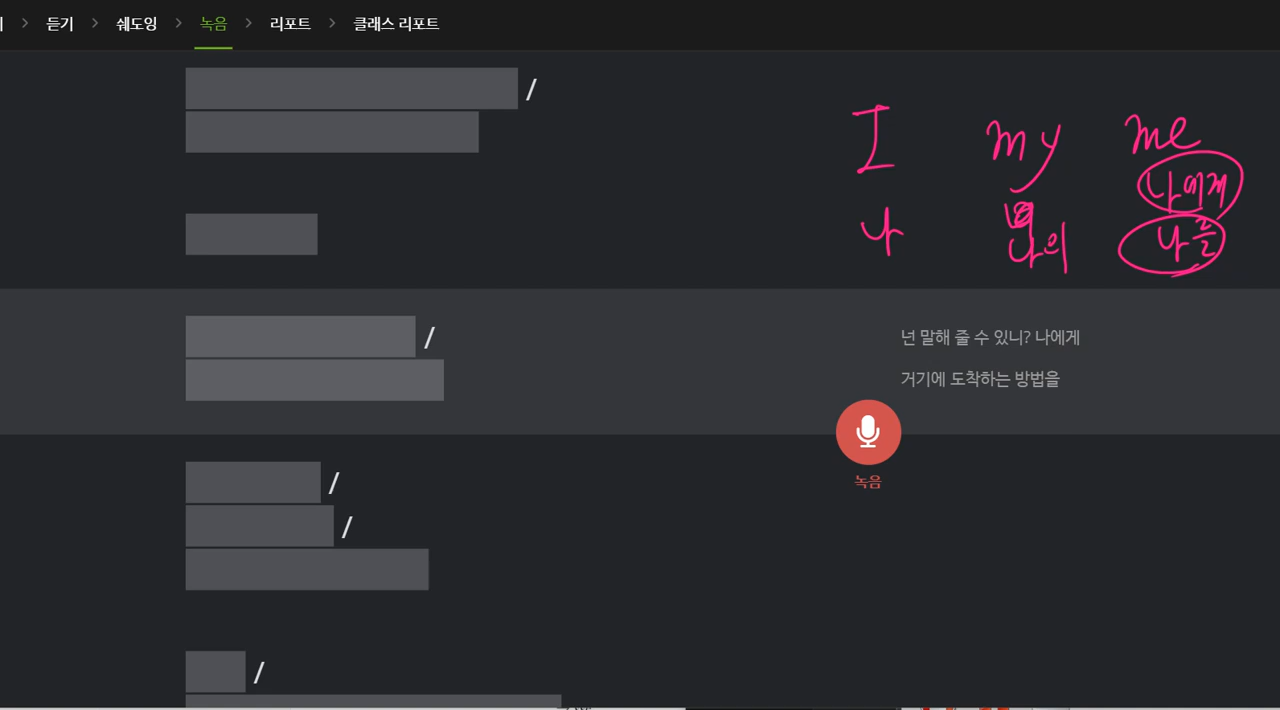 듣기 > 쉐도잉 > 녹음 > 리포트 > 클래스 리포트
/
I my me
나에게
나 나의 나를
/ 넌 말해 줄 수 있니? 나에게
거기에 도착하는 방법을
녹음
/
/
/